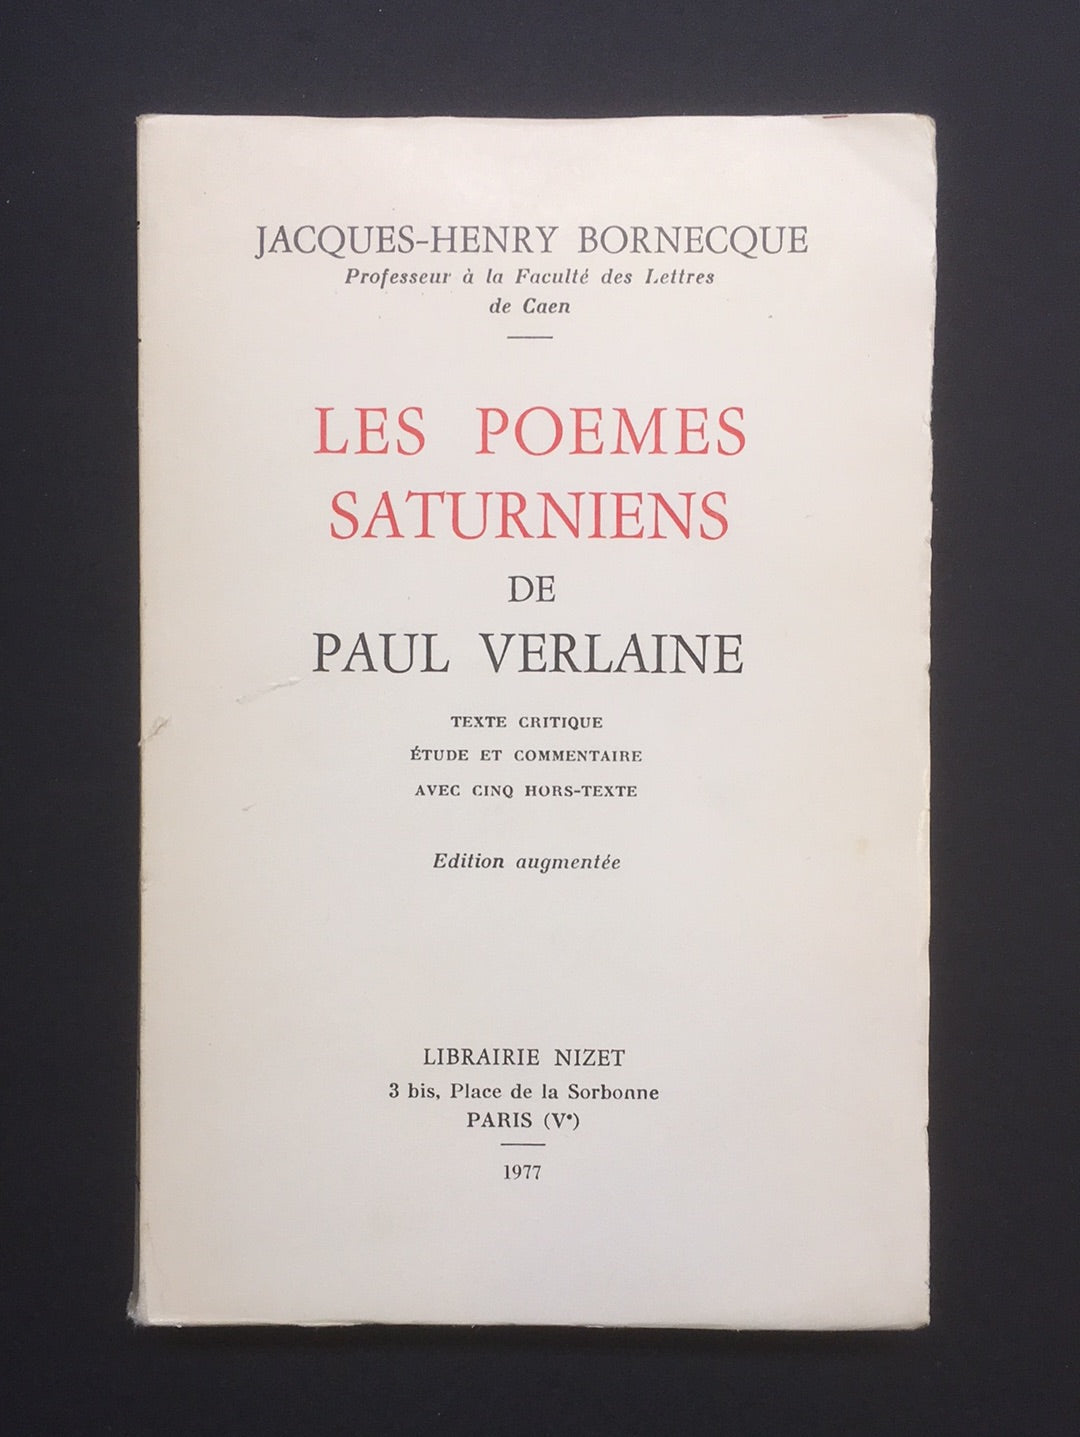 JACQUES-HENRY BORNECQUE
Professeur à la Faculté des Lettres
de Caen
LES POEMES
SATURNIENS
DE
PAUL VERLAINE
TEXTE CRITIQUE
ÉTUDE ET COMMENTAIRE
AVEC CINQ HORS-TEXTE
Edition augmentée
LIBRAIRIE NIZET
3 bis, Place de la Sorbonne
PARIS (Vᵉ)
1977